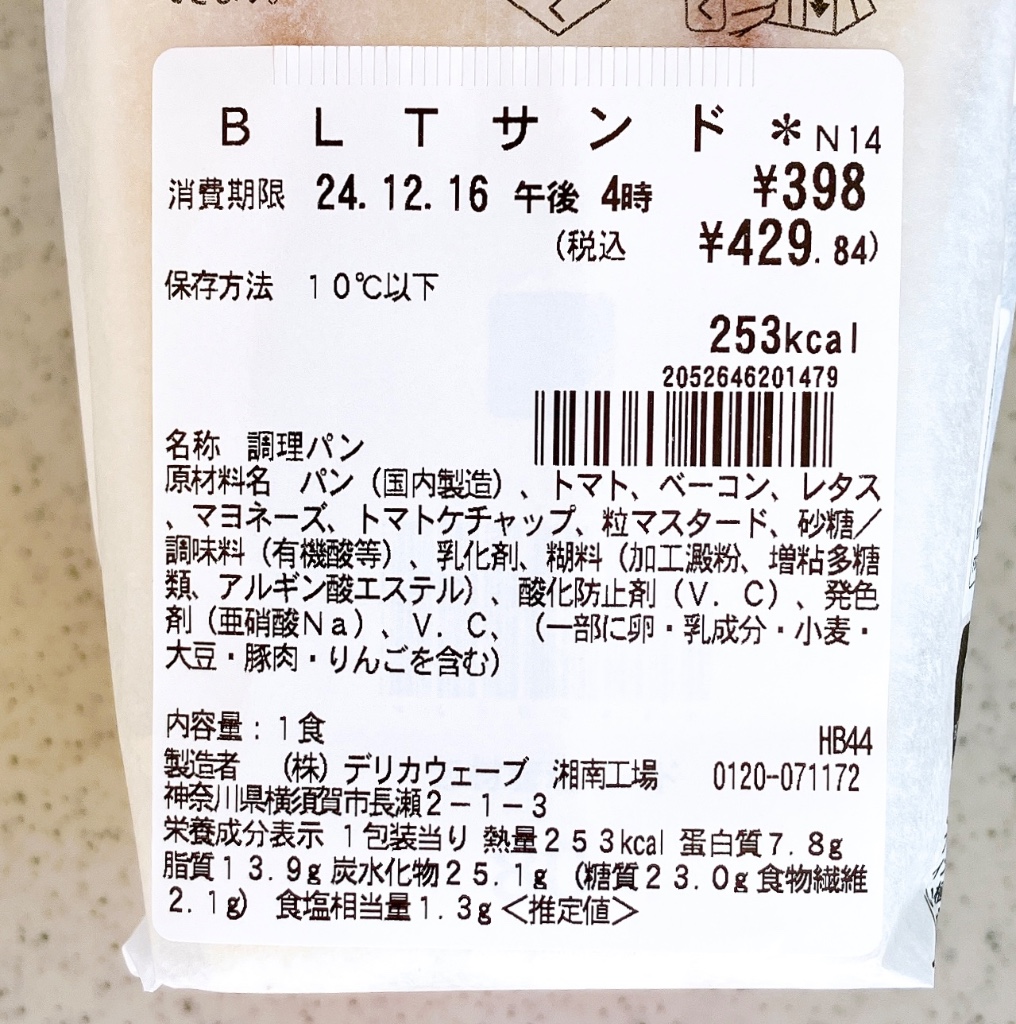 BLTサンド＊N14
消費期限 24.12.16 午後 4時 ¥398
(税込 ¥429.84)
保存方法 10℃以下
253kcal
2052646201479
名称 調理パン
原材料名 パン（国内製造）、トマト、ベーコン、レタス
、マヨネーズ、トマトケチャップ、粒マスタード、砂糖／
調味料（有機酸等）、乳化剤、糊料（加工澱粉、増粘多糖
類、アルギン酸エステル）、酸化防止剤（V．C）、発色
剤（亜硝酸Na）、V．C、（一部に卵・乳成分・小麦・
大豆・豚肉・りんごを含む）
内容量：1食 HB44
製造者 （株）デリカウェーブ 湘南工場 0120-071172
神奈川県横須賀市長瀬2－1－3
栄養成分表示 1包装当り 熱量253kcal 蛋白質7.8g
脂質13.9g 炭水化物25.1g （糖質23.0g 食物繊維
2.1g） 食塩相当量1.3g＜推定値＞